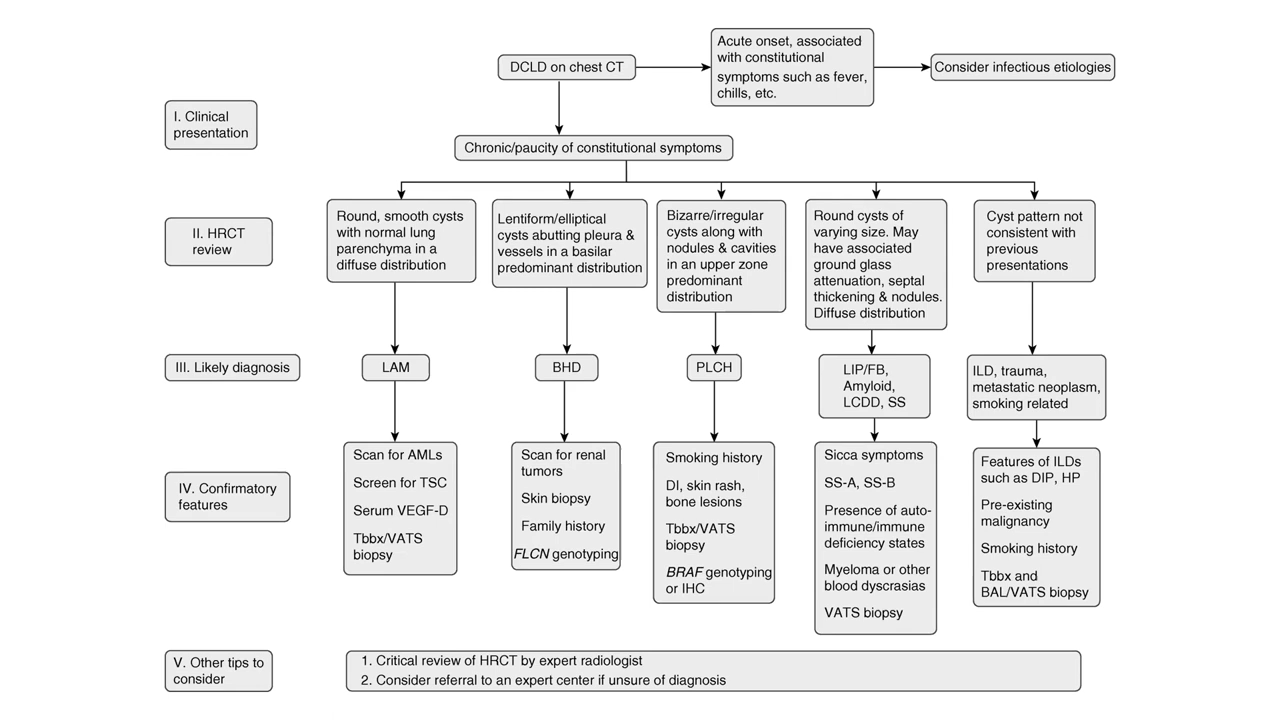 DCLD on chest CT
Acute onset, associated
with constitutional
symptoms such as fever,
chills, etc.
Consider infectious etiologies
I. Clinical
presentation
Chronic/paucity of constitutional symptoms
II. HRCT
review
Round, smooth cysts
with normal lung
parenchyma in a
diffuse distribution
Lentiform/elliptical
cysts abutting pleura &
vessels in a basilar
predominant distribution
Bizarre/irregular
cysts along with
nodules & cavities
in an upper zone
predominant
distribution
Round cysts of
varying size. May
have associated
ground glass
attenuation, septal
thickening & nodules.
Diffuse distribution
Cyst pattern not
consistent with
previous
presentations
III. Likely diagnosis
LAM
BHD
PLCH
LIP/FB,
Amyloid,
LCDD, SS
ILD, trauma,
metastatic neoplasm,
smoking related
IV. Confirmatory
features
Scan for AMLs
Screen for TSC
Serum VEGF-D
Tbbx/VATS
biopsy
Scan for renal
tumors
Skin biopsy
Family history
FLCN genotyping
Smoking history
DI, skin rash,
bone lesions
Tbbx/VATS
biopsy
BRAF genotyping
or IHC
Sicca symptoms
SS-A, SS-B
Presence of auto-
immune/immune
deficiency states
Myeloma or other
blood dyscrasias
VATS biopsy
Features of ILDs
such as DIP, HP
Pre-existing
malignancy
Smoking history
Tbbx and
BAL/VATS biopsy
V. Other tips to
consider
1. Critical review of HRCT by expert radiologist
2. Consider referral to an expert center if unsure of diagnosis